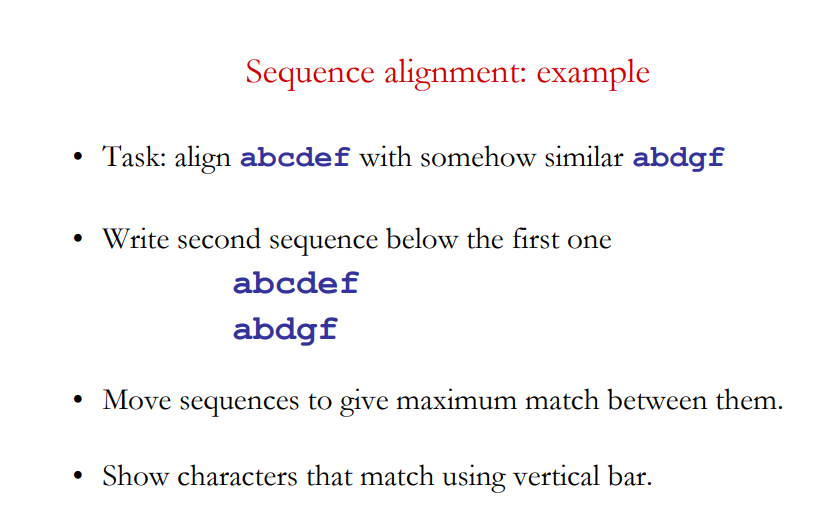 Sequence alignment: example
• Task: align abcdef with somehow similar abdgf
• Write second sequence below the first one
abcdef
abdgf
• Move sequences to give maximum match between them.
• Show characters that match using vertical bar.